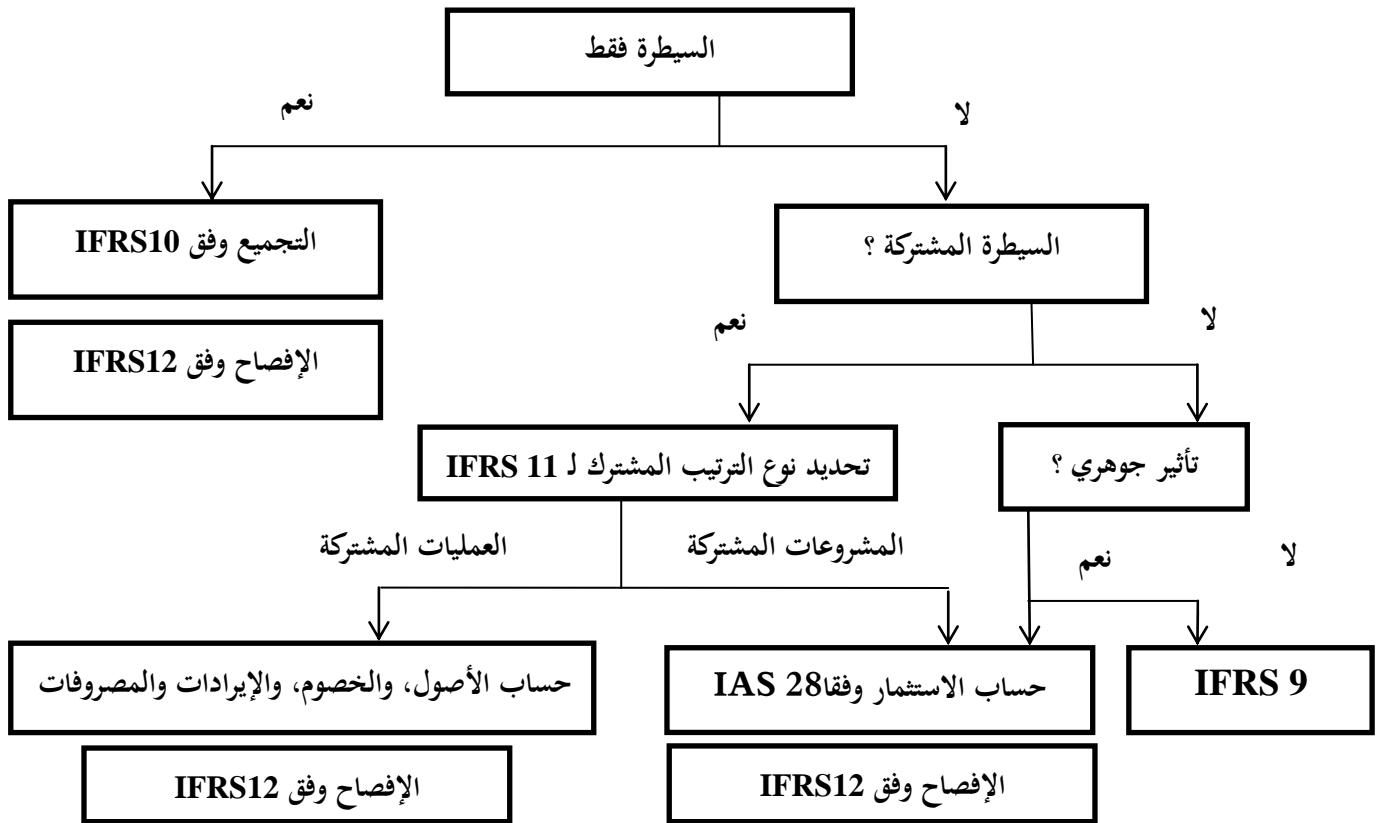 السيطرة فقط
نعم
لا
التجميع وفق IFRS10
السيطرة المشتركة ؟
الإفصاح وفق IFRS12
نعم
لا
تحديد نوع الترتيب المشترك لـ IFRS 11
تأثير جوهري ؟
العمليات المشتركة
المشروعات المشتركة
نعم
لا
حساب الأصول، والخصوم، والإيرادات والمصروفات
حساب الاستثمار وفقا IAS 28
IFRS 9
الإفصاح وفق IFRS12
الإفصاح وفق IFRS12